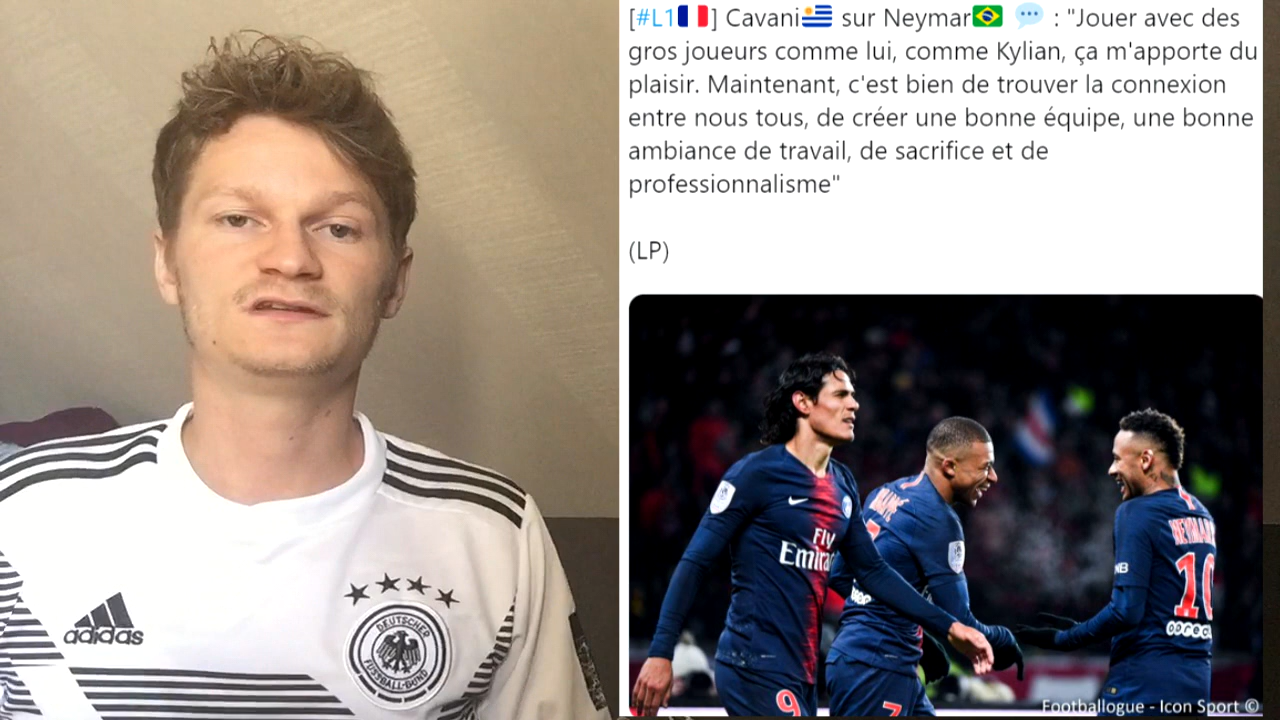 [#L1🇫🇷] Cavani🇺🇾 sur Neymar🇧🇷 💬 : "Jouer avec des
gros joueurs comme lui, comme Kylian, ça m'apporte du
plaisir. Maintenant, c'est bien de trouver la connexion
entre nous tous, de créer une bonne équipe, une bonne
ambiance de travail, de sacrifice et de
professionnalisme"
(LP)
adidas
DEUTSCHER
FUSSBALL-BUND
Fly
Emirates
9
7
NEYMAR JR
10
ooredoo
Footballogue - Icon Sport ©